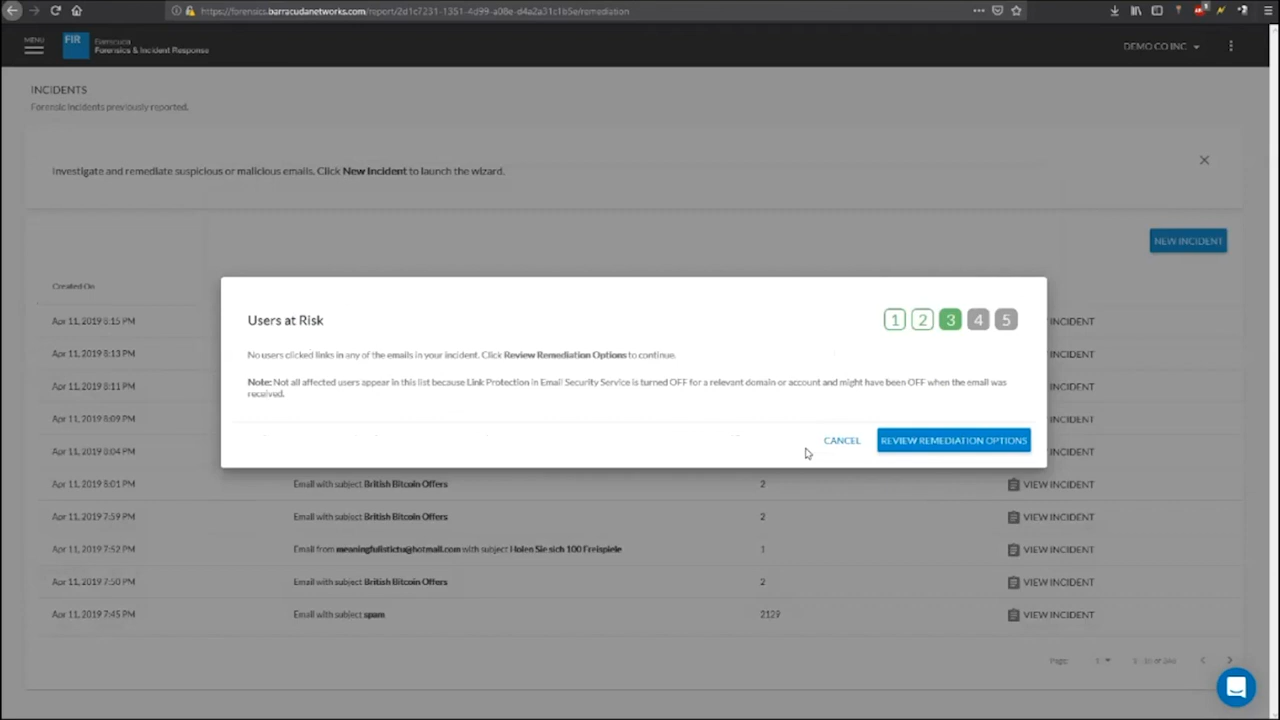 https://forensics.barracudanetworks.com/report/2d1c7231-1351-4d99-a08e-d4a2a31c1b5e/remediation
MENU
FIR
Barracuda
Forensics & Incident Response
DEMO CO INC
INCIDENTS
Forensic Incidents previously reported.
Investigate and remediate suspicious or malicious emails. Click New Incident to launch the wizard.
NEW INCIDENT
Created On
Users at Risk
1 2 3 4 5
No users clicked links in any of the emails in your incident. Click Review Remediation Options to continue.
Note: Not all affected users appear in this list because Link Protection in Email Security Service is turned OFF for a relevant domain or account and might have been OFF when the email was
received.
CANCEL
REVIEW REMEDIATION OPTIONS
Apr 11, 2019 8:15 PM INCIDENT
Apr 11, 2019 8:13 PM INCIDENT
Apr 11, 2019 8:11 PM INCIDENT
Apr 11, 2019 8:09 PM INCIDENT
Apr 11, 2019 8:04 PM INCIDENT
Apr 11, 2019 8:01 PM Email with subject British Bitcoin Offers 2 VIEW INCIDENT
Apr 11, 2019 7:59 PM Email with subject British Bitcoin Offers 2 VIEW INCIDENT
Apr 11, 2019 7:52 PM Email from meaningfulistictu@hotmail.com with subject Holen Sie sich 100 Freispiele 1 VIEW INCIDENT
Apr 11, 2019 7:50 PM Email with subject British Bitcoin Offers 2 VIEW INCIDENT
Apr 11, 2019 7:45 PM Email with subject spam 2129 VIEW INCIDENT
Page: 1